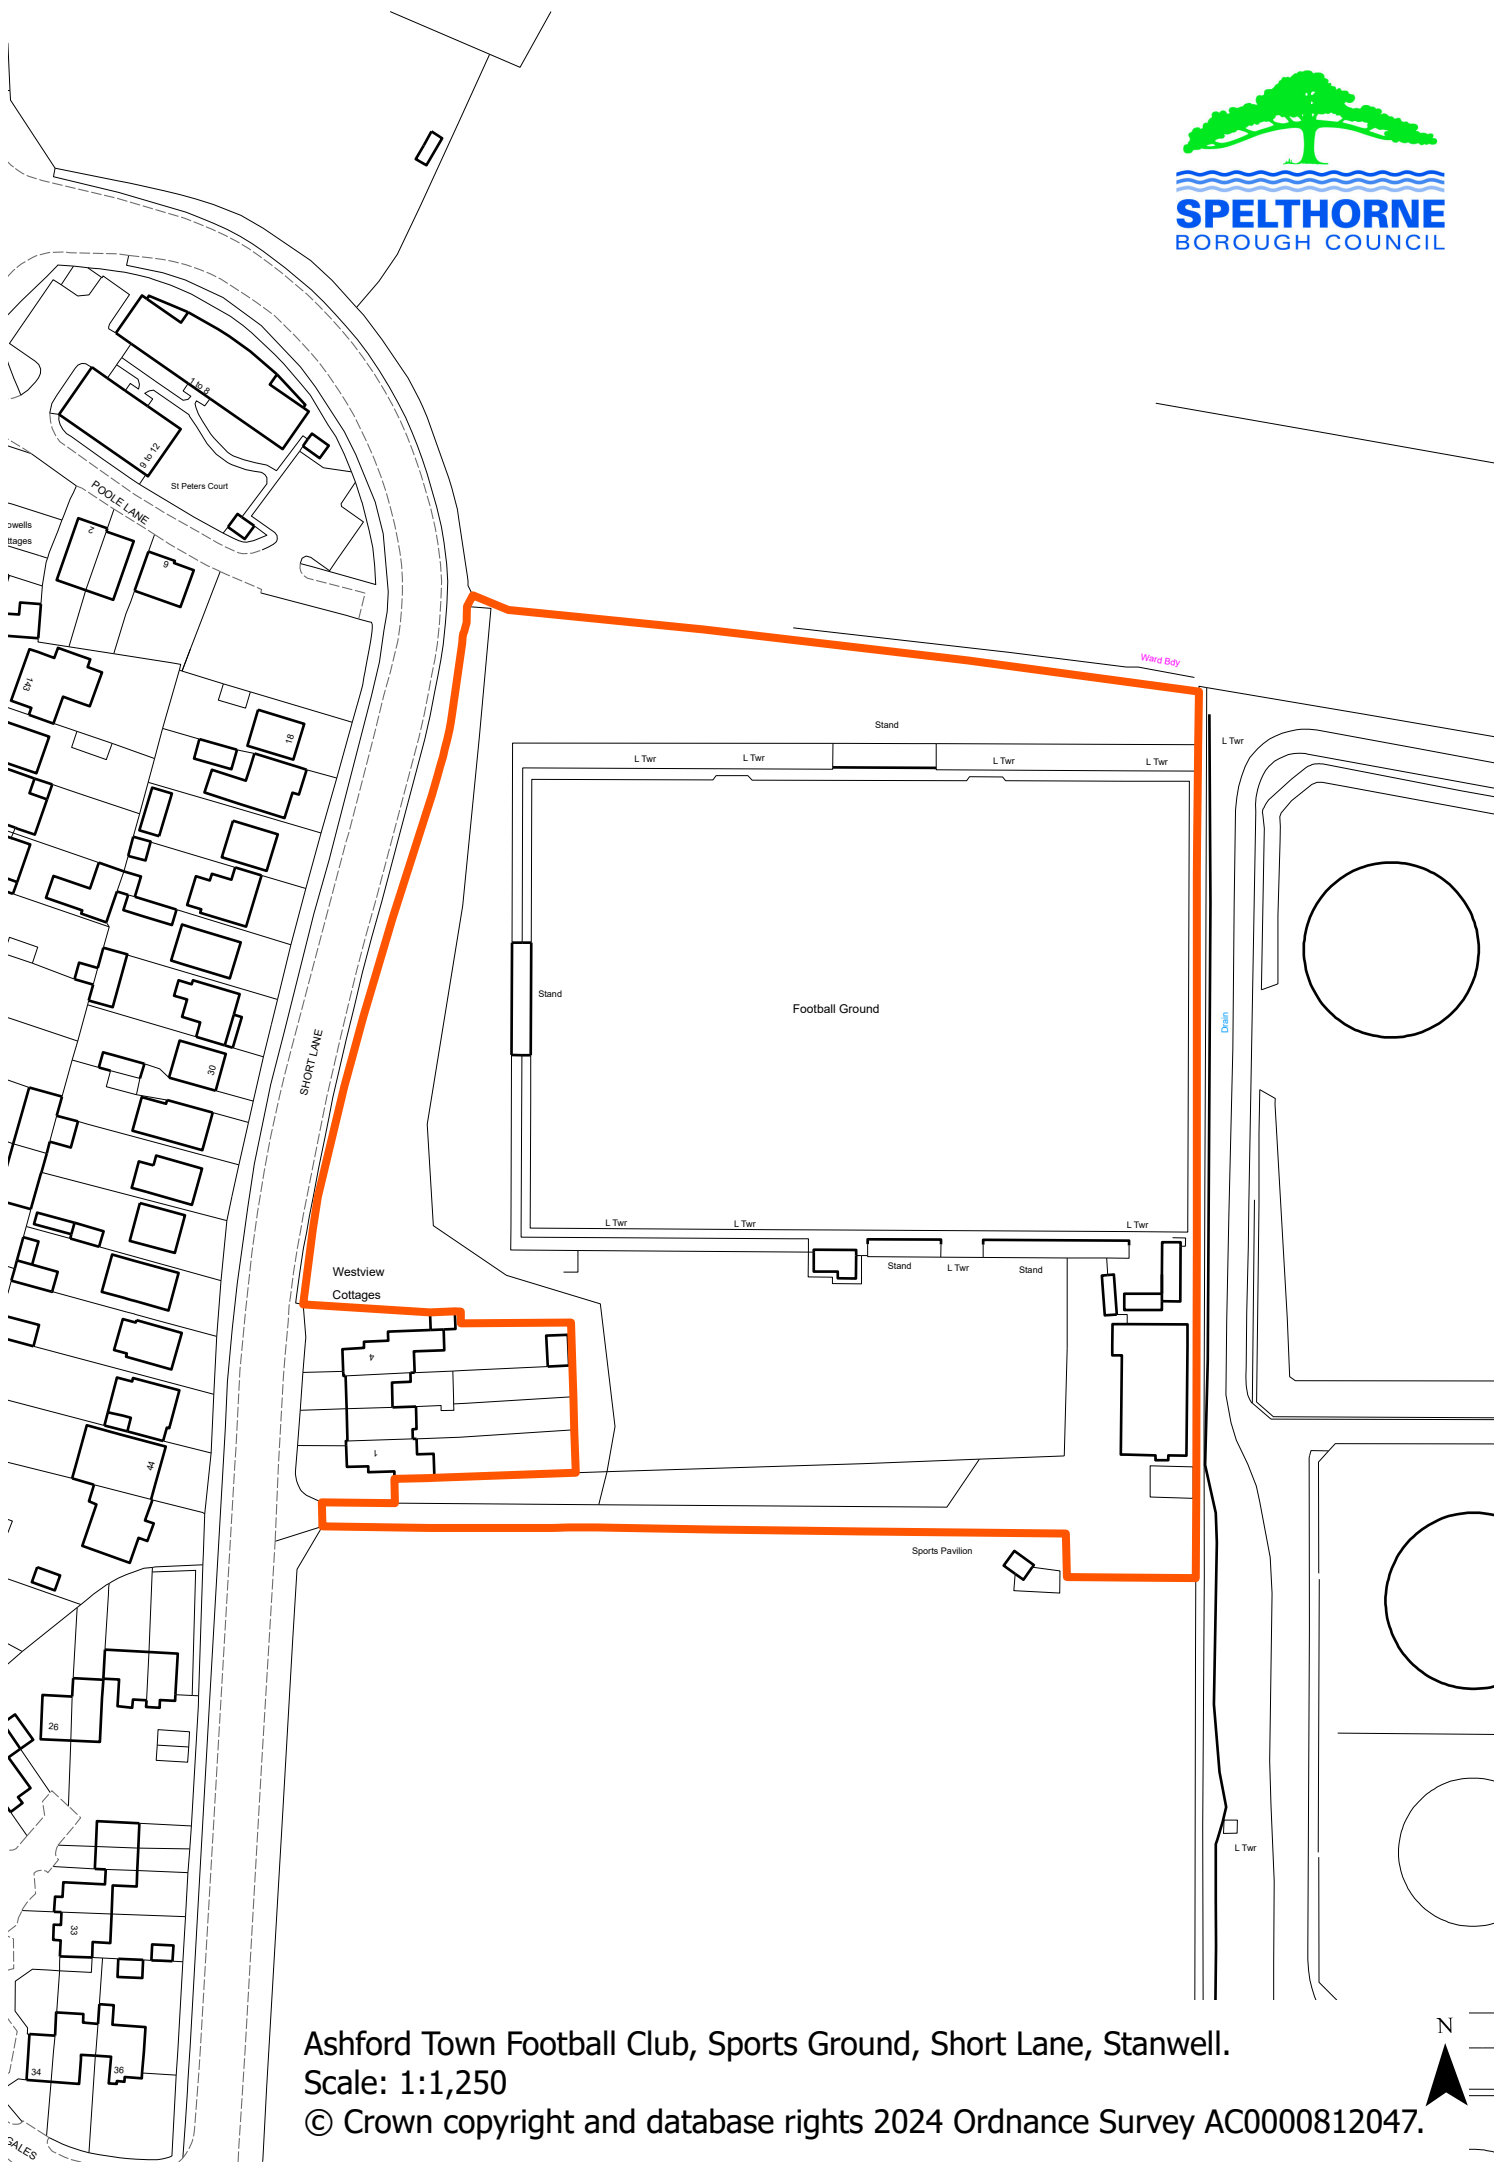 SPELTHORNE
BOROUGH COUNCIL
1 to 8
9 to 12
St Peters Court
POOLE LANE
2
6
143
18
Ward Bdy
Stand
L Twr
L Twr
L Twr
L Twr
L Twr
Stand
Football Ground
Drain
SHORT LANE
30
L Twr
L Twr
L Twr
Stand
L Twr
Stand
Westview
Cottages
4
1
44
Sports Pavilion
26
L Twr
33
34
36
Ashford Town Football Club, Sports Ground, Short Lane, Stanwell.
Scale: 1:1,250
© Crown copyright and database rights 2024 Ordnance Survey AC0000812047.
N